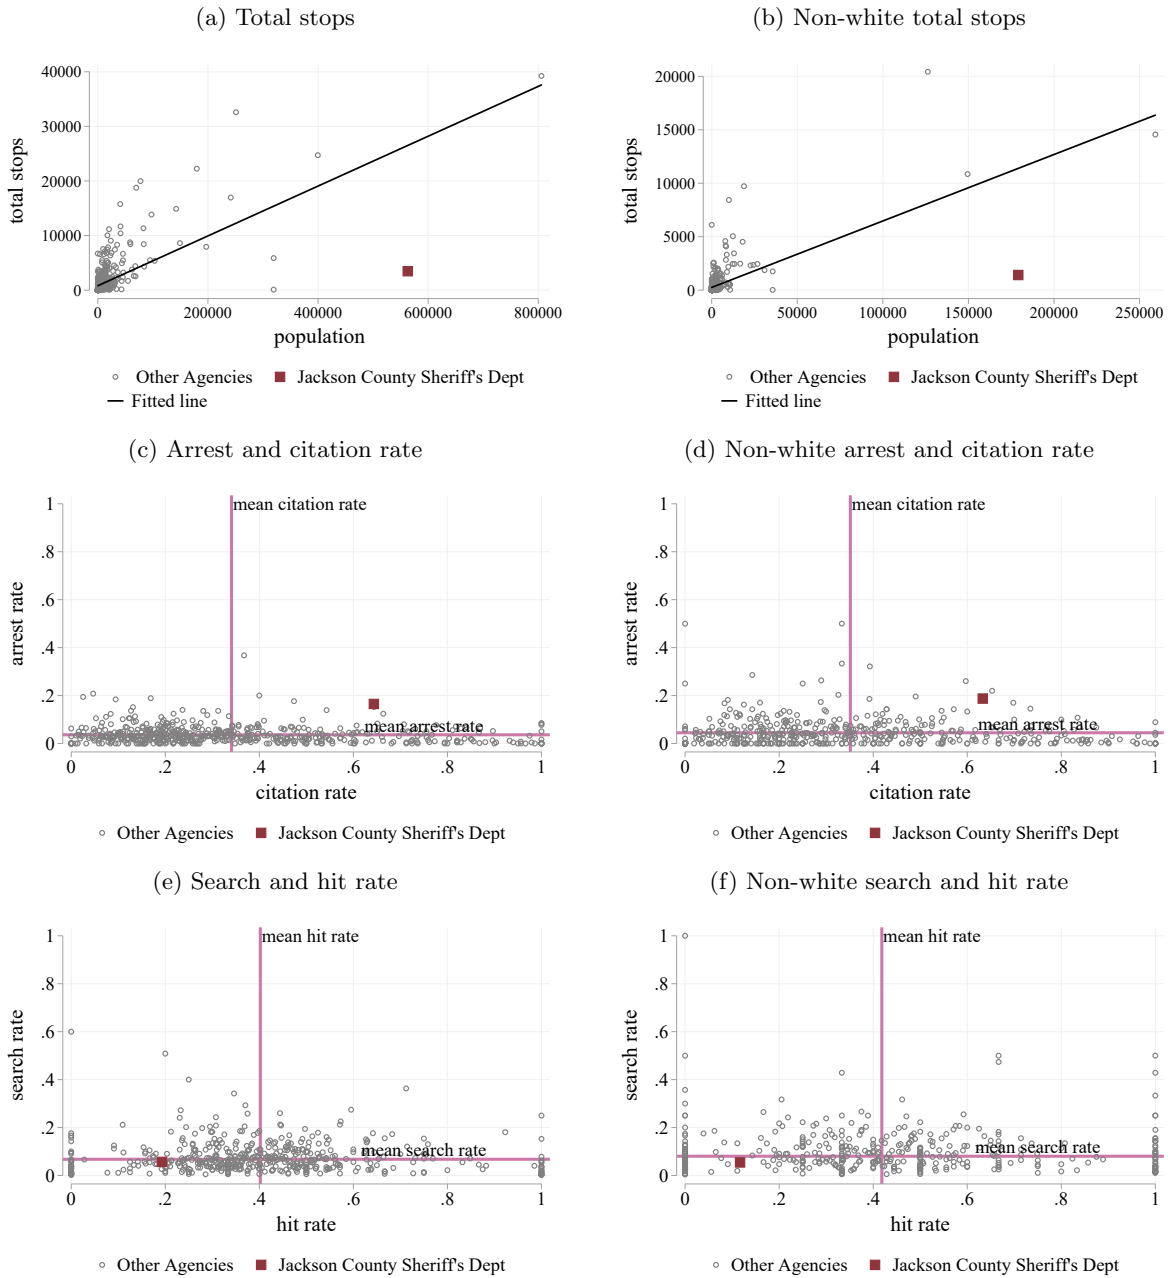 (a) Total stops
(b) Non-white total stops
total stops
40000
30000
20000
10000
0
0 200000 400000 600000 800000
population
Other Agencies Jackson County Sheriff's Dept
Fitted line
total stops
20000
15000
10000
5000
0
0 50000 100000 150000 200000 250000
population
Other Agencies Jackson County Sheriff's Dept
Fitted line
(c) Arrest and citation rate
(d) Non-white arrest and citation rate
arrest rate
1
.8
.6
.4
.2
0
mean citation rate
mean arrest rate
0 .2 .4 .6 .8 1
citation rate
Other Agencies Jackson County Sheriff's Dept
arrest rate
1
.8
.6
.4
.2
0
mean citation rate
mean arrest rate
0 .2 .4 .6 .8 1
citation rate
Other Agencies Jackson County Sheriff's Dept
(e) Search and hit rate
(f) Non-white search and hit rate
search rate
1
.8
.6
.4
.2
0
mean hit rate
mean search rate
0 .2 .4 .6 .8 1
hit rate
Other Agencies Jackson County Sheriff's Dept
search rate
1
.8
.6
.4
.2
0
mean hit rate
mean search rate
0 .2 .4 .6 .8 1
hit rate
Other Agencies Jackson County Sheriff's Dept